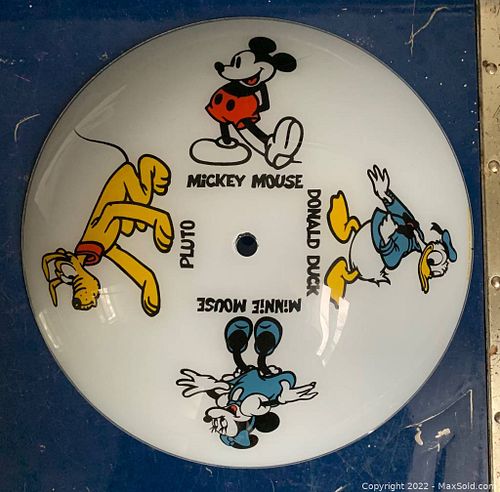 MICKEY MOUSE
DONALD DUCK
MINNIE MOUSE
PLUTO
Copyright 2022 - MaxSold.com